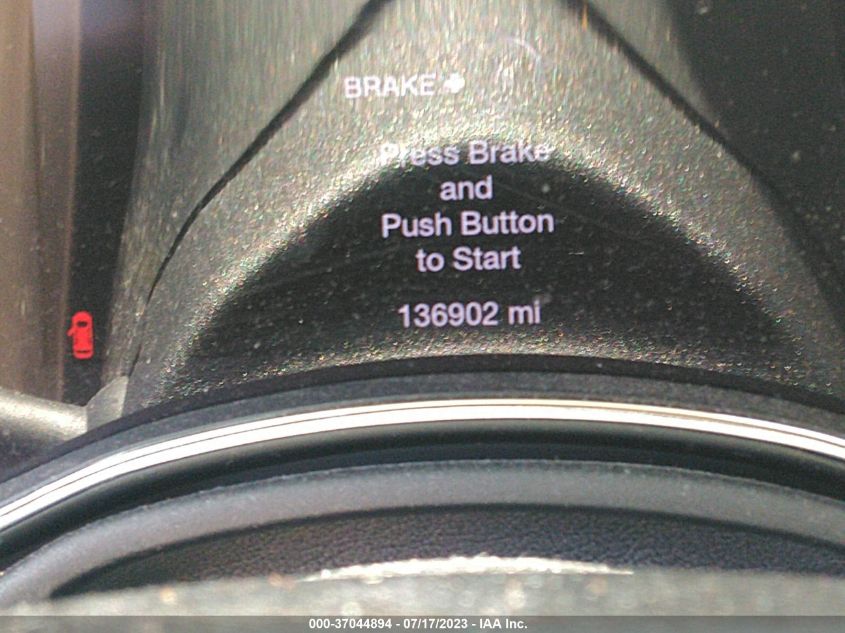 BRAKE
Press Brake
and
Push Button
to Start
136902 mi
000-37044894 - 07/17/2023 - IAA Inc.